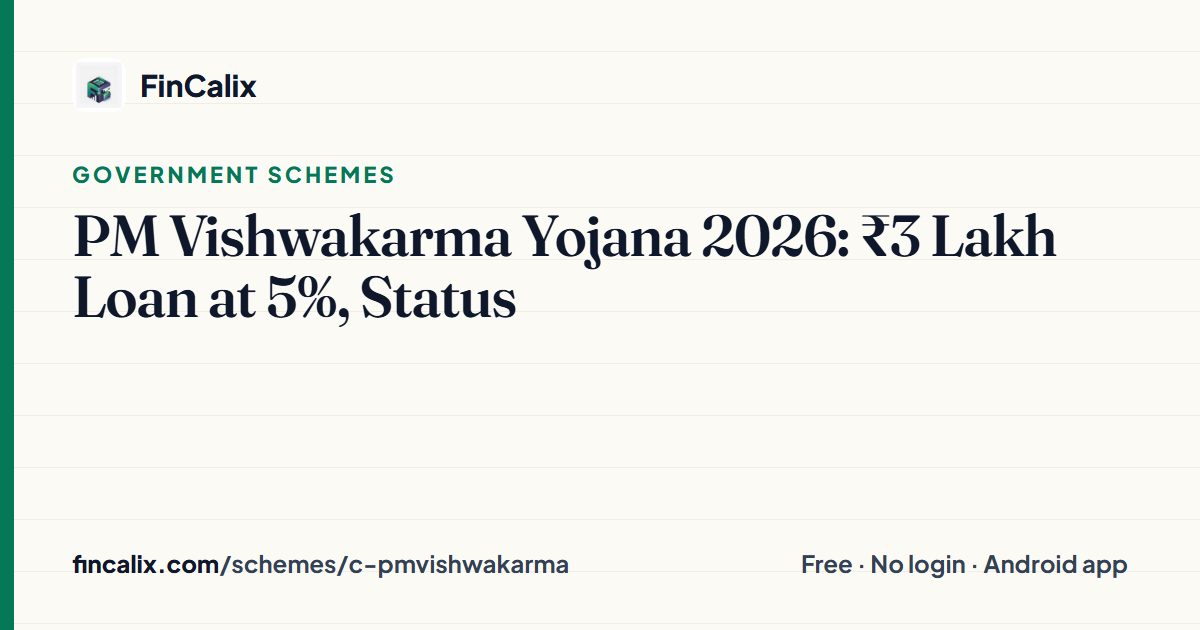 FinCalix
GOVERNMENT SCHEMES
PM Vishwakarma Yojana 2026: ₹3 Lakh
Loan at 5%, Status
fincalix.com/schemes/c-pmvishwakarma
Free · No login · Android app